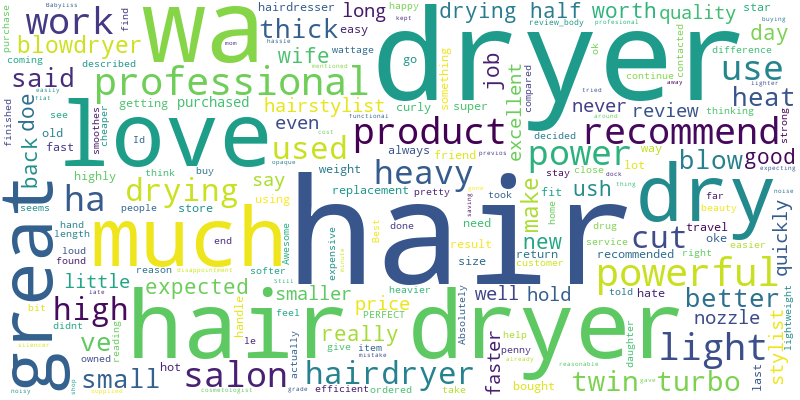 hair
dryer
hair dryer
love
wa
great
much
dry
professional
product
recommend
powerful
power
heavy
light
work
thick
blowdryer
said
drying
used
use
ha
high
salon
hairdryer
twin turbo
cut
blow
good
better
make
new
ush
really
smaller
expected
small
ve
little
say
even
hairstylist
wife
long
drying half
worth
quality
day
heat
never
review
job
excellent
doe
back
purchased
curly
super
easy
hairdresser
find
coming
described
getting
old
fast
see
smoothes
cheaper
Id
finished
purchase
Babyliss
easily
flat
mom
hassle
wattage
mentioned
happy
kept
go
something
compared
ok
tried
around
buying
profesional
review_body
star
contacted
difference
continue
away
lighter
thinking
strong
decided
functional
cost
opaque
previos
always
friend
way
lot
close
stay
fit
replacement
pretty
took
dock
thing
far
travel
beauty
quickly
noise
expecting
highly
think
buy
weight
seems
people
store
using
hand
length
loud
found
end
Awesome
softer
expensive
minute
done
saving
need
result
size
Best
home
drug
service
return
customer
recommended
right
oke
easier
told
hate
nozzle
price
well
hold
heavier
handle
feel
PERFECT
Absolutely
reason
disappointment
Still
late
bit
didnt
reading
silencer
owned
hot
le
give
item
mistake
actually
faster
help
penny
already
daughter
reasonable
gave
bought
take
ordered
efficient
grade
cosmetologist
supplied
shop
noisy
last
stylist
lightweight